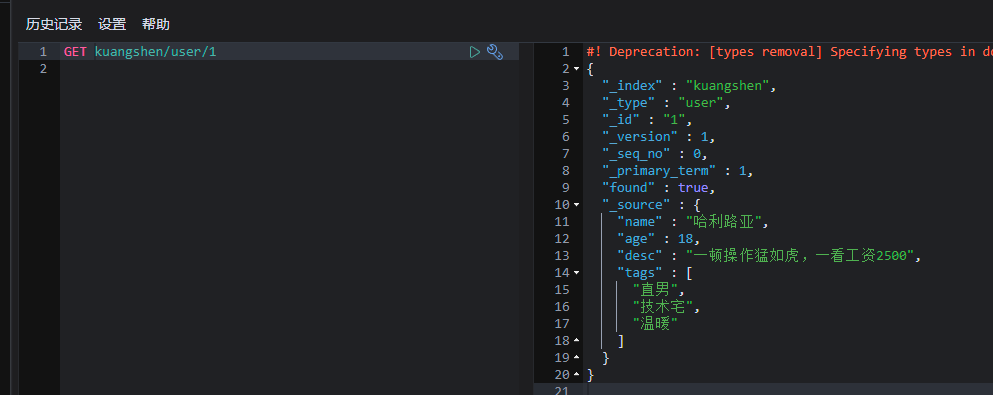 历史记录 设置 帮助
1 GET kuangshen/user/1
2
1 #! Deprecation: [types removal] Specifying types in do
2 {
3 "_index" : "kuangshen",
4 "_type" : "user",
5 "_id" : "1",
6 "_version" : 1,
7 "_seq_no" : 0,
8 "_primary_term" : 1,
9 "found" : true,
10 "_source" : {
11 "name" : "哈利路亚",
12 "age" : 18,
13 "desc" : "一顿操作猛如虎，一看工资2500",
14 "tags" : [
15 "直男",
16 "技术宅",
17 "温暖"
18 ]
19 }
20 }
21